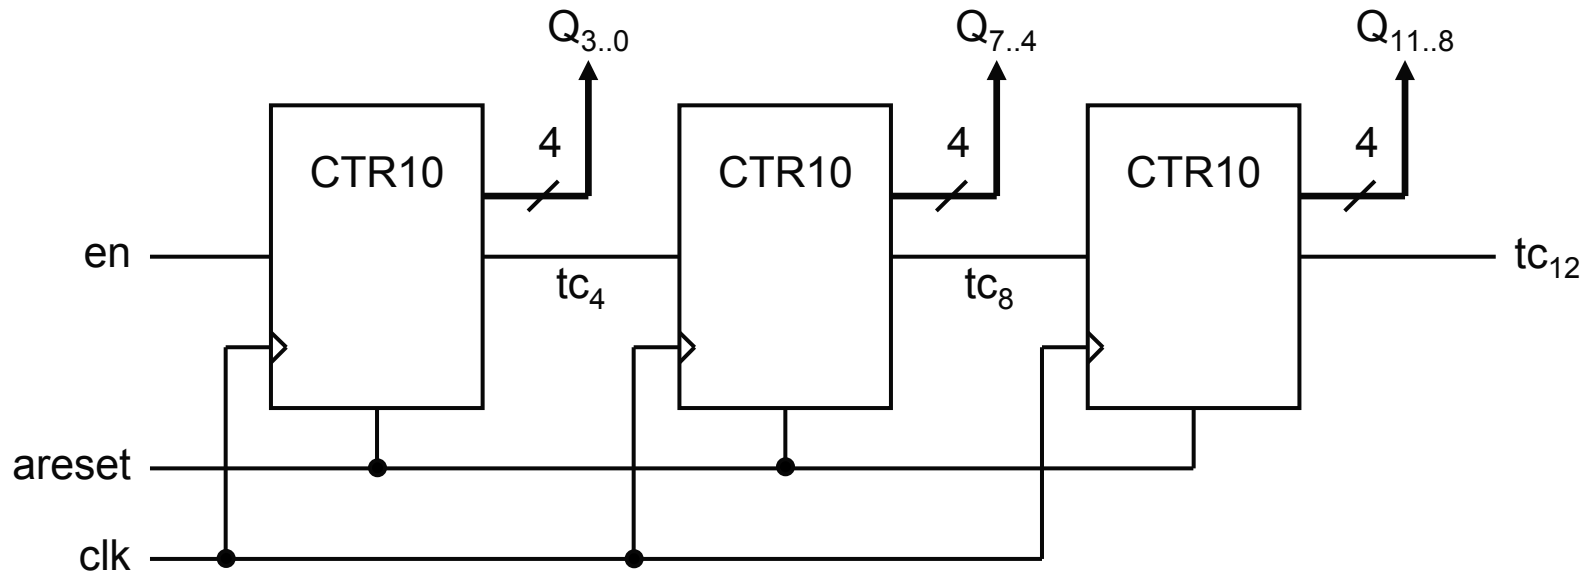 Q3..0
Q7..4
Q11..8
4
4
4
CTR10
CTR10
CTR10
en
tc4
tc8
tc12
areset
clk